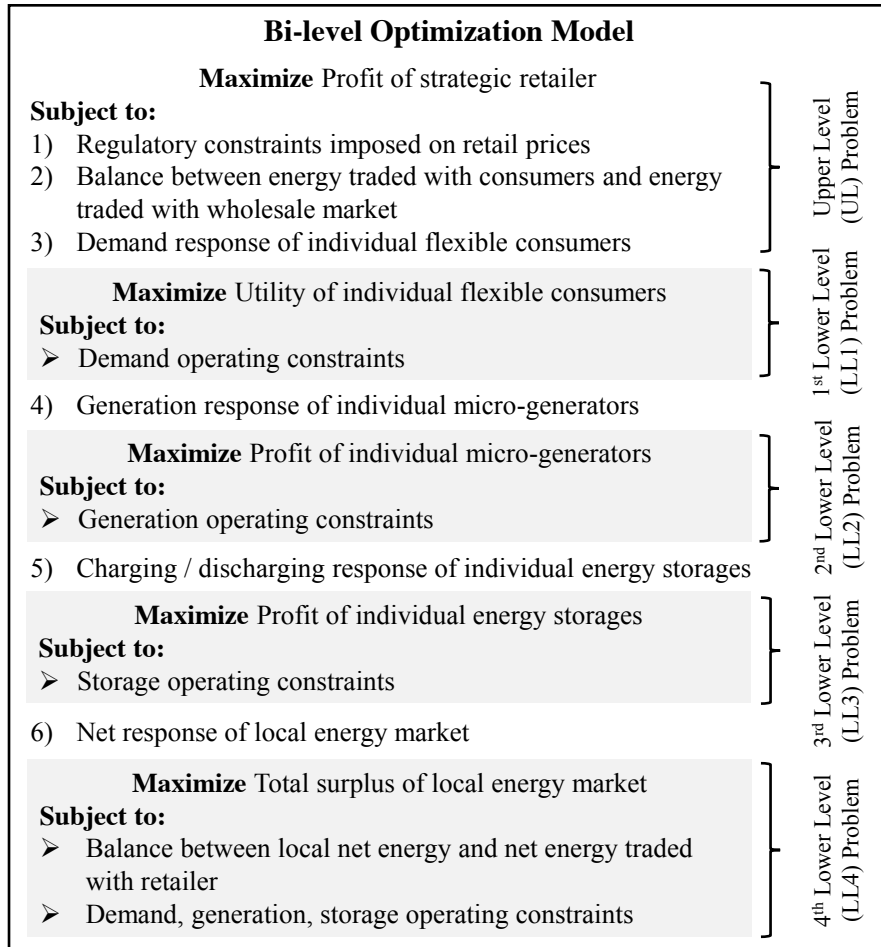 Bi-level Optimization Model
Maximize Profit of strategic retailer
Subject to:
1) Regulatory constraints imposed on retail prices
2) Balance between energy traded with consumers and energy
traded with wholesale market
3) Demand response of individual flexible consumers
Upper Level
(UL) Problem
Maximize Utility of individual flexible consumers
Subject to:
➢ Demand operating constraints
1st Lower Level
(LL1) Problem
4) Generation response of individual micro-generators
Maximize Profit of individual micro-generators
Subject to:
➢ Generation operating constraints
2nd Lower Level
(LL2) Problem
5) Charging / discharging response of individual energy storages
Maximize Profit of individual energy storages
Subject to:
➢ Storage operating constraints
3rd Lower Level
(LL3) Problem
6) Net response of local energy market
Maximize Total surplus of local energy market
Subject to:
➢ Balance between local net energy and net energy traded
with retailer
➢ Demand, generation, storage operating constraints
4th Lower Level
(LL4) Problem